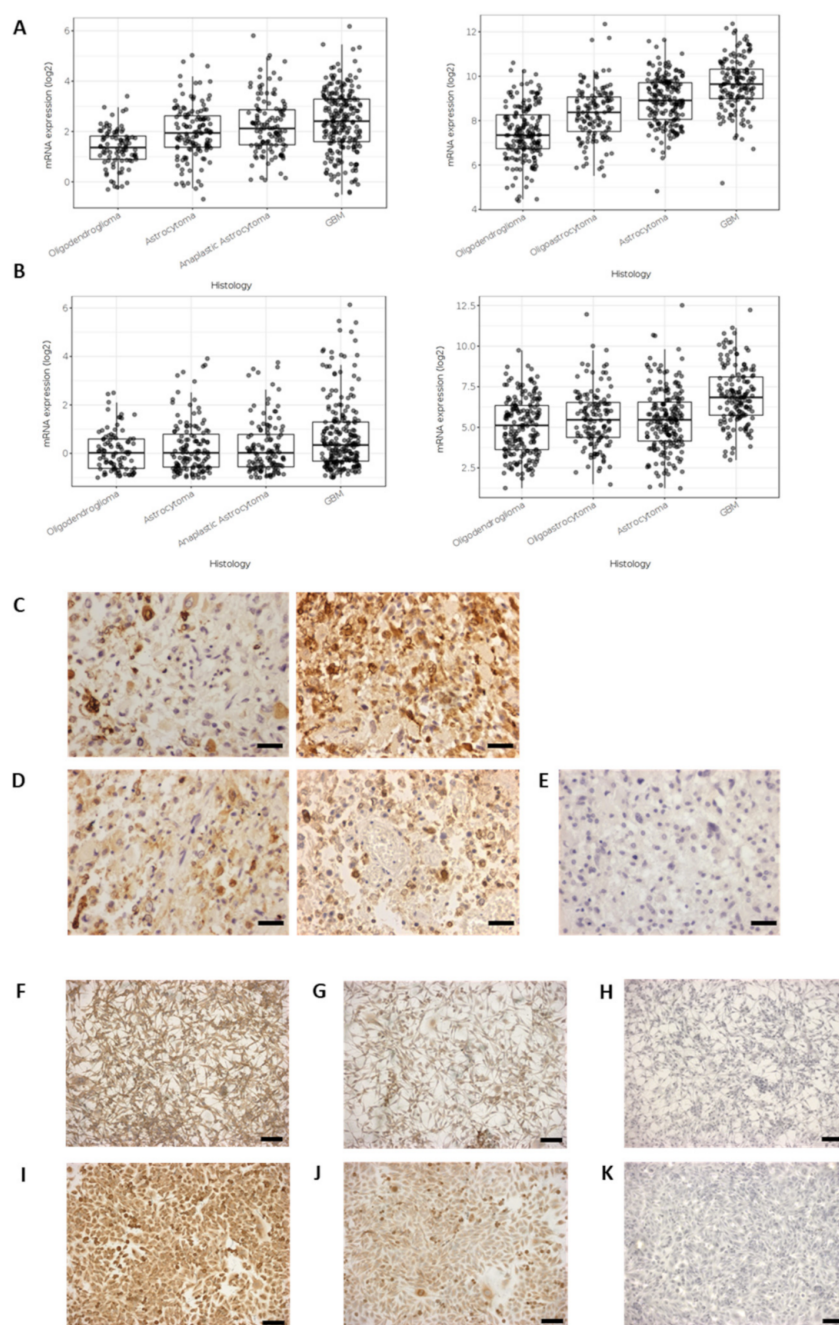 A
mRNA expression (log2)
6
4
2
0
Oligodendroglioma
Astrocytoma
Anaplastic Astrocytoma
GBM
Histology
mRNA expression (log2)
12
10
8
6
4
Oligodendroglioma
Oligoastrocytoma
Astrocytoma
GBM
Histology
B
mRNA expression (log2)
6
4
2
0
Oligodendroglioma
Astrocytoma
Anaplastic Astrocytoma
GBM
Histology
mRNA expression (log2)
12.5
10.0
7.5
5.0
2.5
Oligodendroglioma
Oligoastrocytoma
Astrocytoma
GBM
Histology
C
D
E
F
G
H
I
J
K